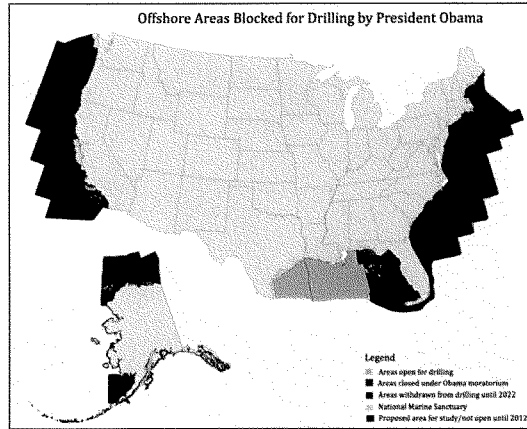 Offshore Areas Blocked for Drilling by President Obama
Legend
Areas open for drilling
Areas closed under Obama moratorium
Areas withdrawn from drilling until 2022
National Marine Sanctuary
Proposed area for study/not open until 2012